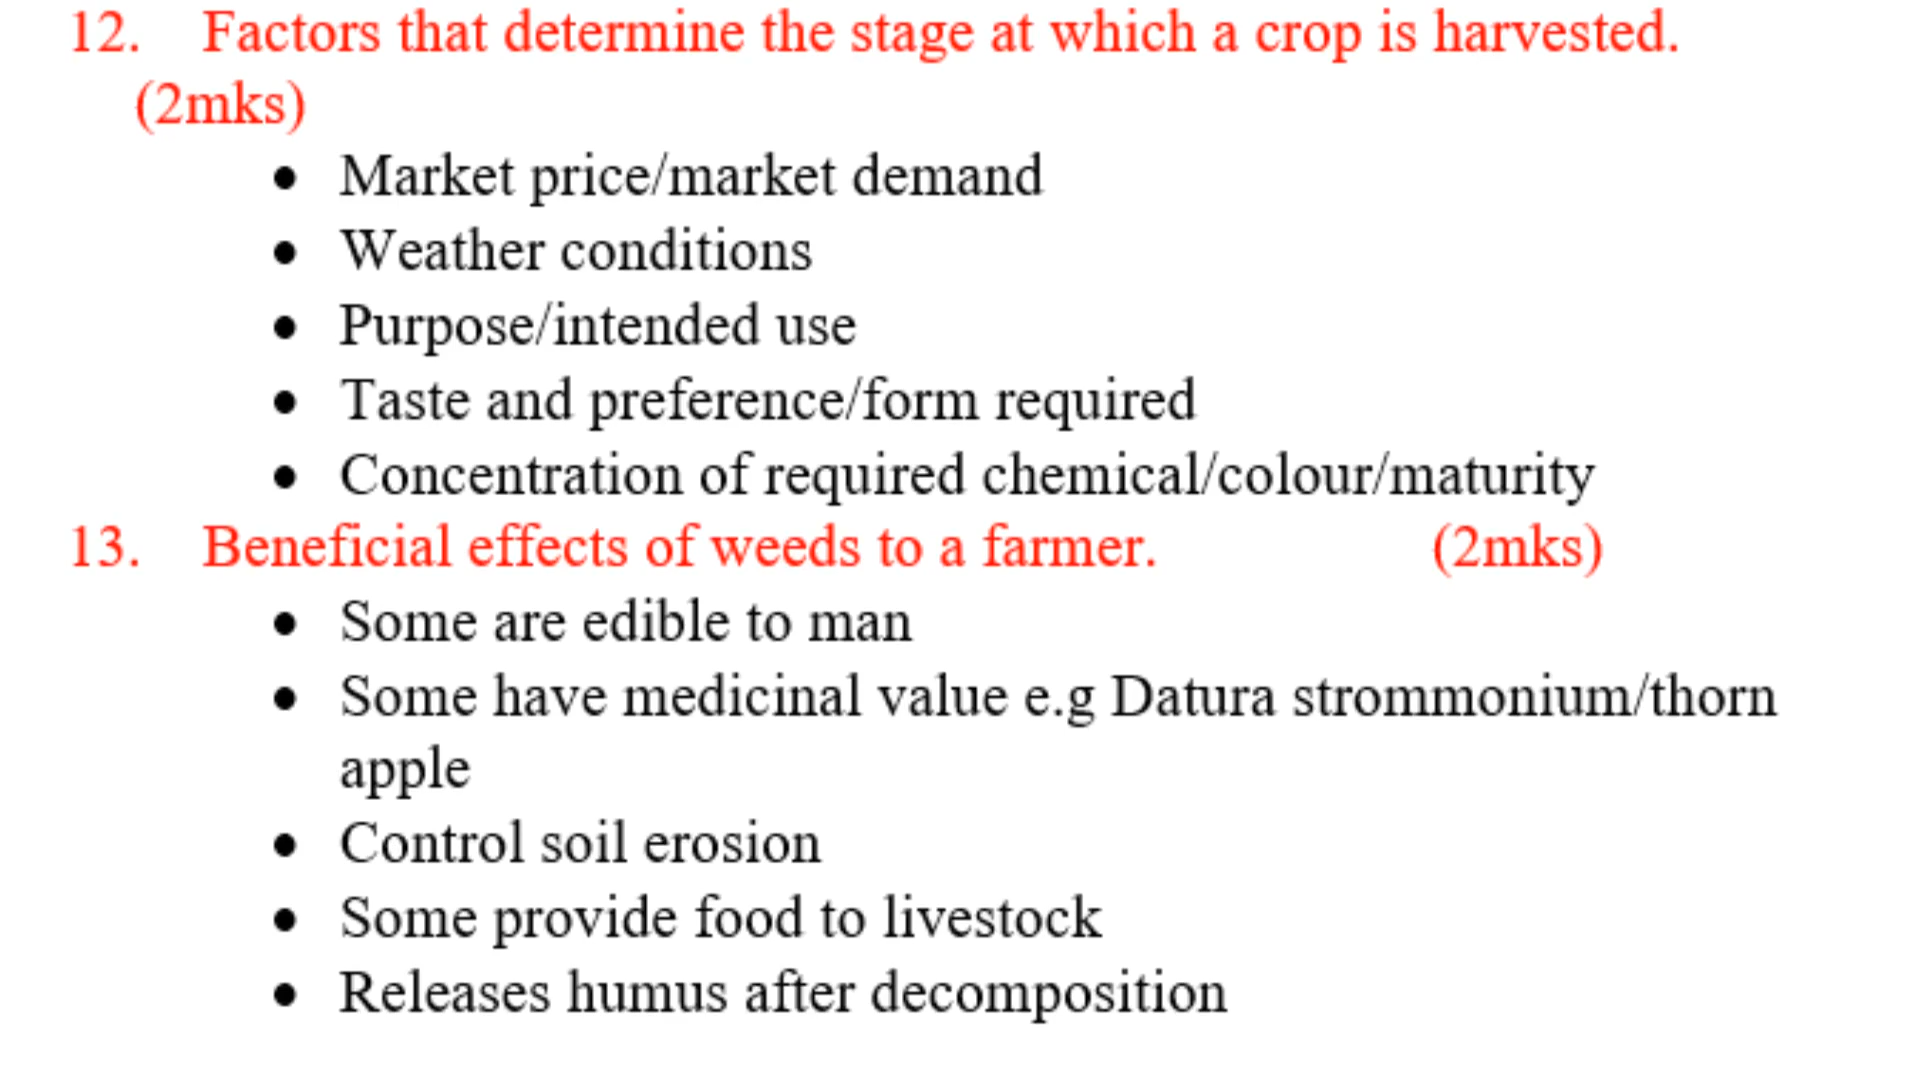 12. Factors that determine the stage at which a crop is harvested.
(2mks)
● Market price/market demand
● Weather conditions
● Purpose/intended use
● Taste and preference/form required
● Concentration of required chemical/colour/maturity
13. Beneficial effects of weeds to a farmer. (2mks)
● Some are edible to man
● Some have medicinal value e.g Datura strommonium/thorn
apple
● Control soil erosion
● Some provide food to livestock
● Releases humus after decomposition